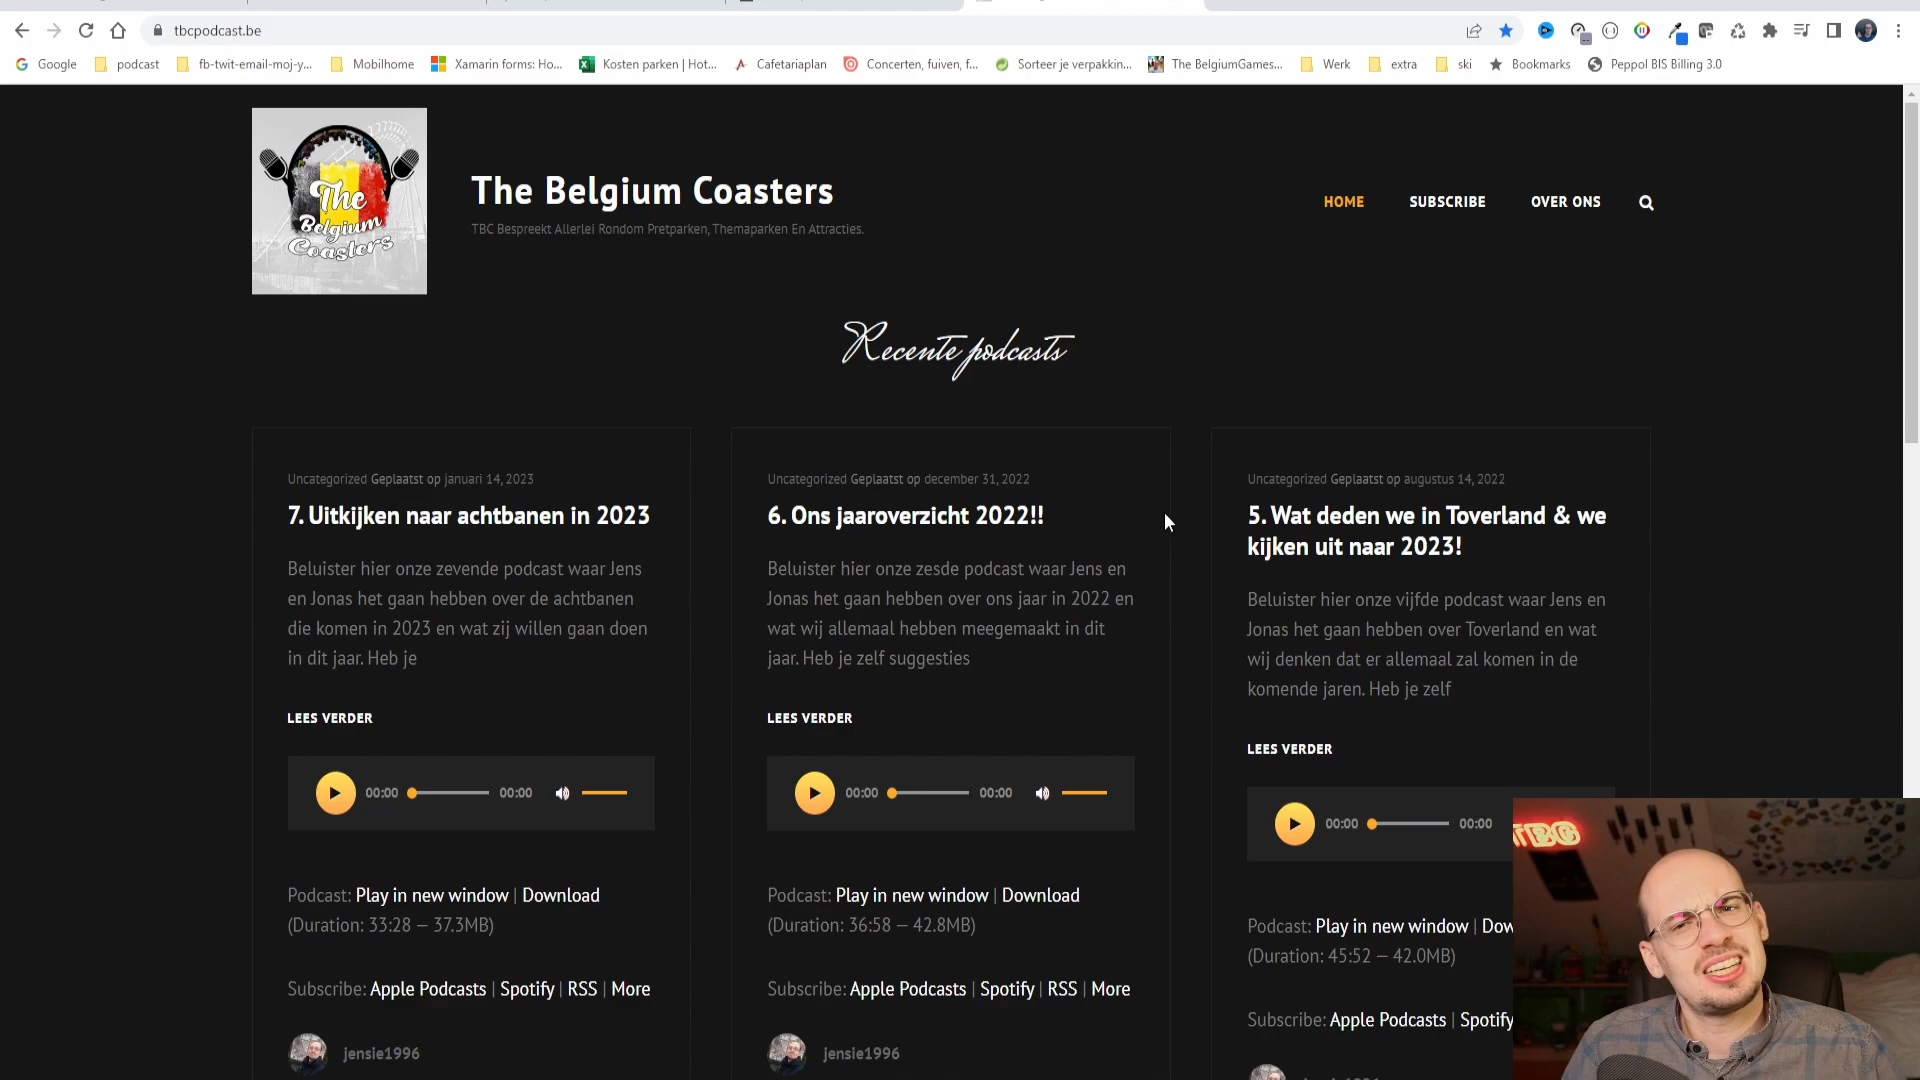 tbcpodcast.be
Google
podcast
fb-twit-email-moj-y...
Mobilhome
Xamarin forms: Ho...
Kosten parken | Hot...
Cafetariaplan
Concerten, fuiven, f...
Sorteer je verpakkin...
The BelgiumGames...
Werk
extra
ski
Bookmarks
Peppol BIS Billing 3.0
The
Belgium
Coasters
The Belgium Coasters
TBC Bespreekt Allerlei Rondom Pretparken, Themaparken En Attracties.
HOME
SUBSCRIBE
OVER ONS
Recente podcasts
Uncategorized Geplaatst op januari 14, 2023
7. Uitkijken naar achtbanen in 2023
Beluister hier onze zevende podcast waar Jens
en Jonas het gaan hebben over de achtbanen
die komen in 2023 en wat zij willen gaan doen
in dit jaar. Heb je
LEES VERDER
00:00
00:00
Podcast: Play in new window | Download
(Duration: 33:28 — 37.3MB)
Subscribe: Apple Podcasts | Spotify | RSS | More
jensie1996
Uncategorized Geplaatst op december 31, 2022
6. Ons jaaroverzicht 2022!!
Beluister hier onze zesde podcast waar Jens en
Jonas het gaan hebben over ons jaar in 2022 en
wat wij allemaal hebben meegemaakt in dit
jaar. Heb je zelf suggesties
LEES VERDER
00:00
00:00
Podcast: Play in new window | Download
(Duration: 36:58 — 42.8MB)
Subscribe: Apple Podcasts | Spotify | RSS | More
jensie1996
Uncategorized Geplaatst op augustus 14, 2022
5. Wat deden we in Toverland & we
kijken uit naar 2023!
Beluister hier onze vijfde podcast waar Jens en
Jonas het gaan hebben over Toverland en wat
wij denken dat er allemaal zal komen in de
komende jaren. Heb je zelf
LEES VERDER
00:00
00:00
Podcast: Play in new window | Dow
(Duration: 45:52 — 42.0MB)
Subscribe: Apple Podcasts | Spotify
TBC